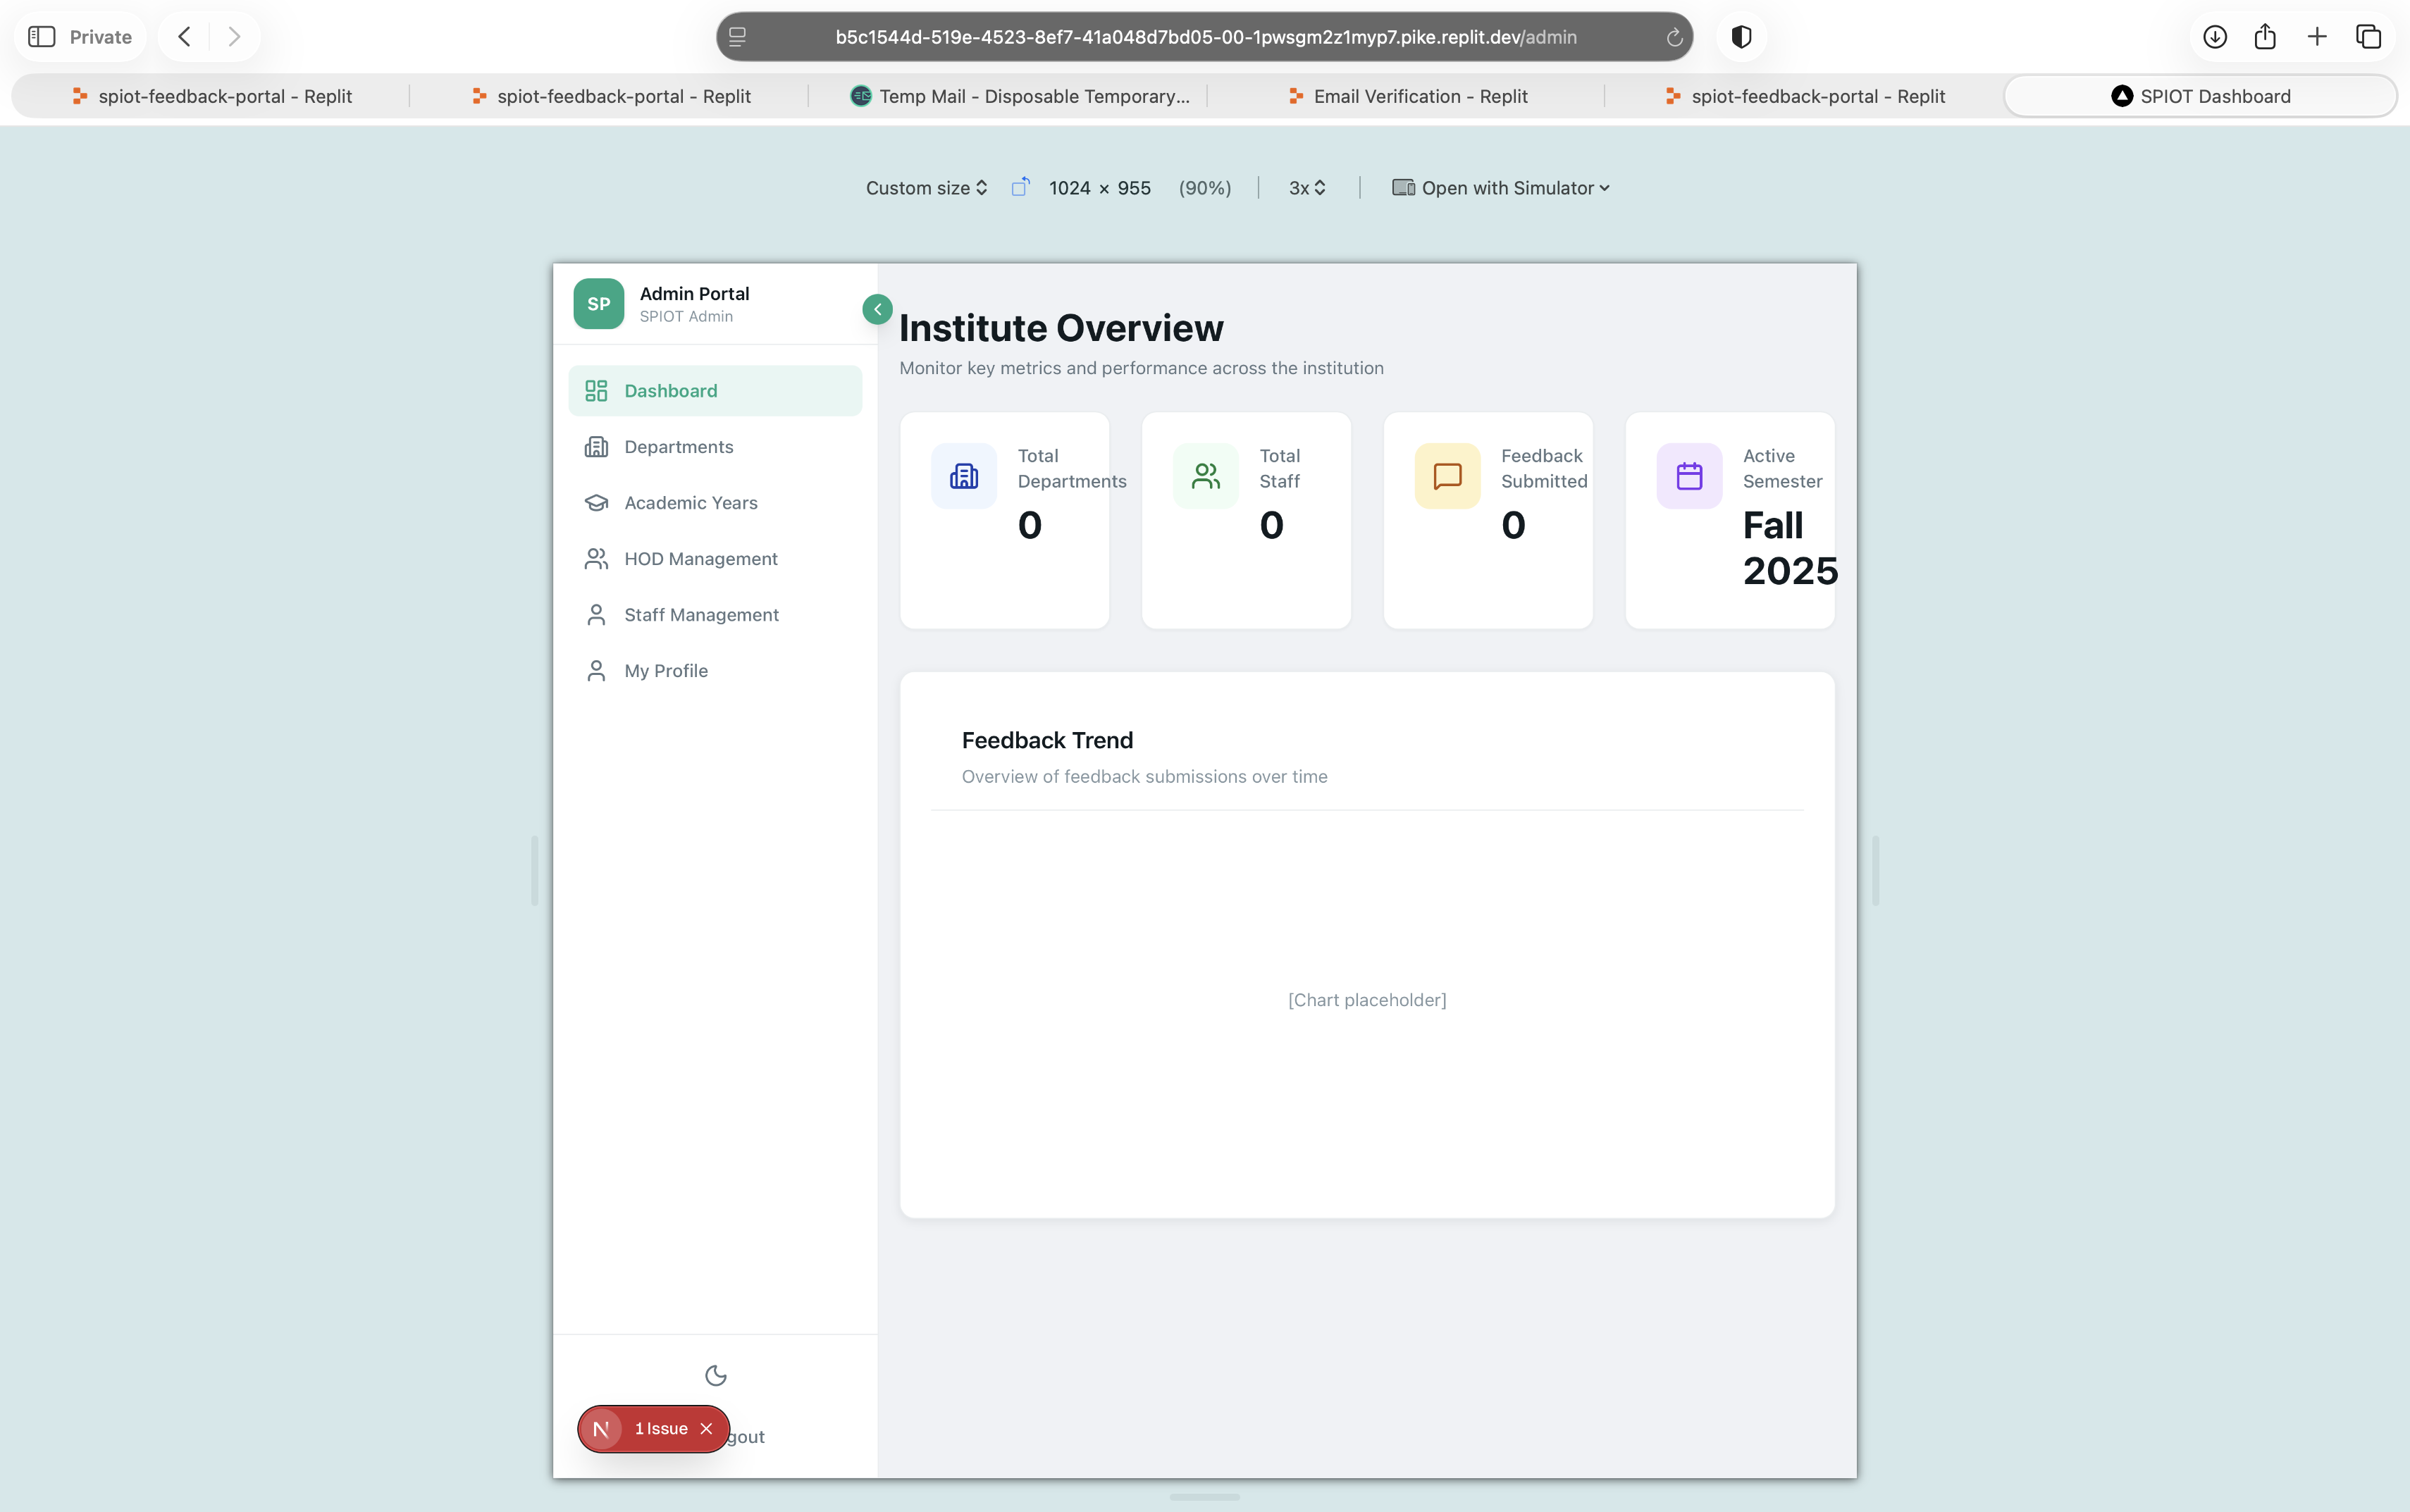 Private
b5c1544d-519e-4523-8ef7-41a048d7bd05-00-1pwsgm2z1myp7.pike.replit.dev/admin
spiot-feedback-portal - Replit
spiot-feedback-portal - Replit
Temp Mail - Disposable Temporary...
Email Verification - Replit
spiot-feedback-portal - Replit
SPIOT Dashboard
Custom size
1024 × 955
(90%)
3x
Open with Simulator
SP
Admin Portal
SPIOT Admin
Dashboard
Departments
Academic Years
HOD Management
Staff Management
My Profile
N
1 Issue
gout
Institute Overview
Monitor key metrics and performance across the institution
Total
Departments
0
Total
Staff
0
Feedback
Submitted
0
Active
Semester
Fall
2025
Feedback Trend
Overview of feedback submissions over time
[Chart placeholder]